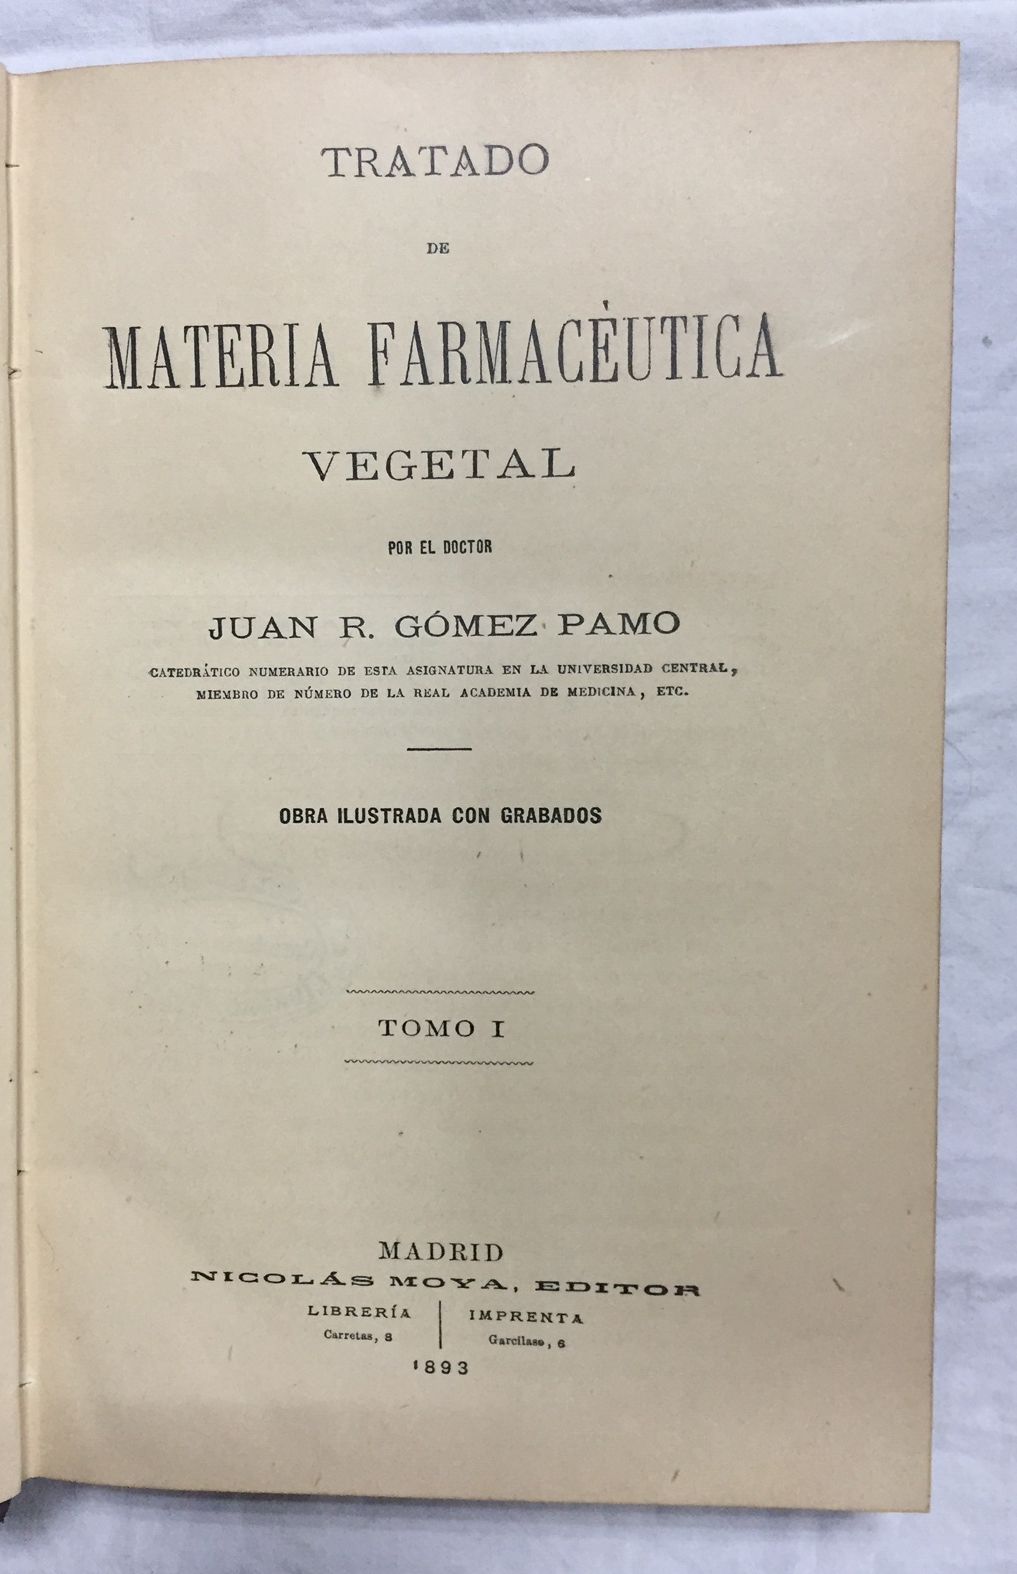 TRATADO
DE
MATERIA FARMACÉUTICA
VEGETAL
POR EL DOCTOR
JUAN R. GÓMEZ PAMO
CATEDRÁTICO NUMERARIO DE ESTA ASIGNATURA EN LA UNIVERSIDAD CENTRAL,
MIEMBRO DE NÚMERO DE LA REAL ACADEMIA DE MEDICINA, ETC.
OBRA ILUSTRADA CON GRABADOS
TOMO I
MADRID
NICOLÁS MOYA, EDITOR
LIBRERÍA
Carretas, 8
IMPRENTA
Garcilaso, 6
1893